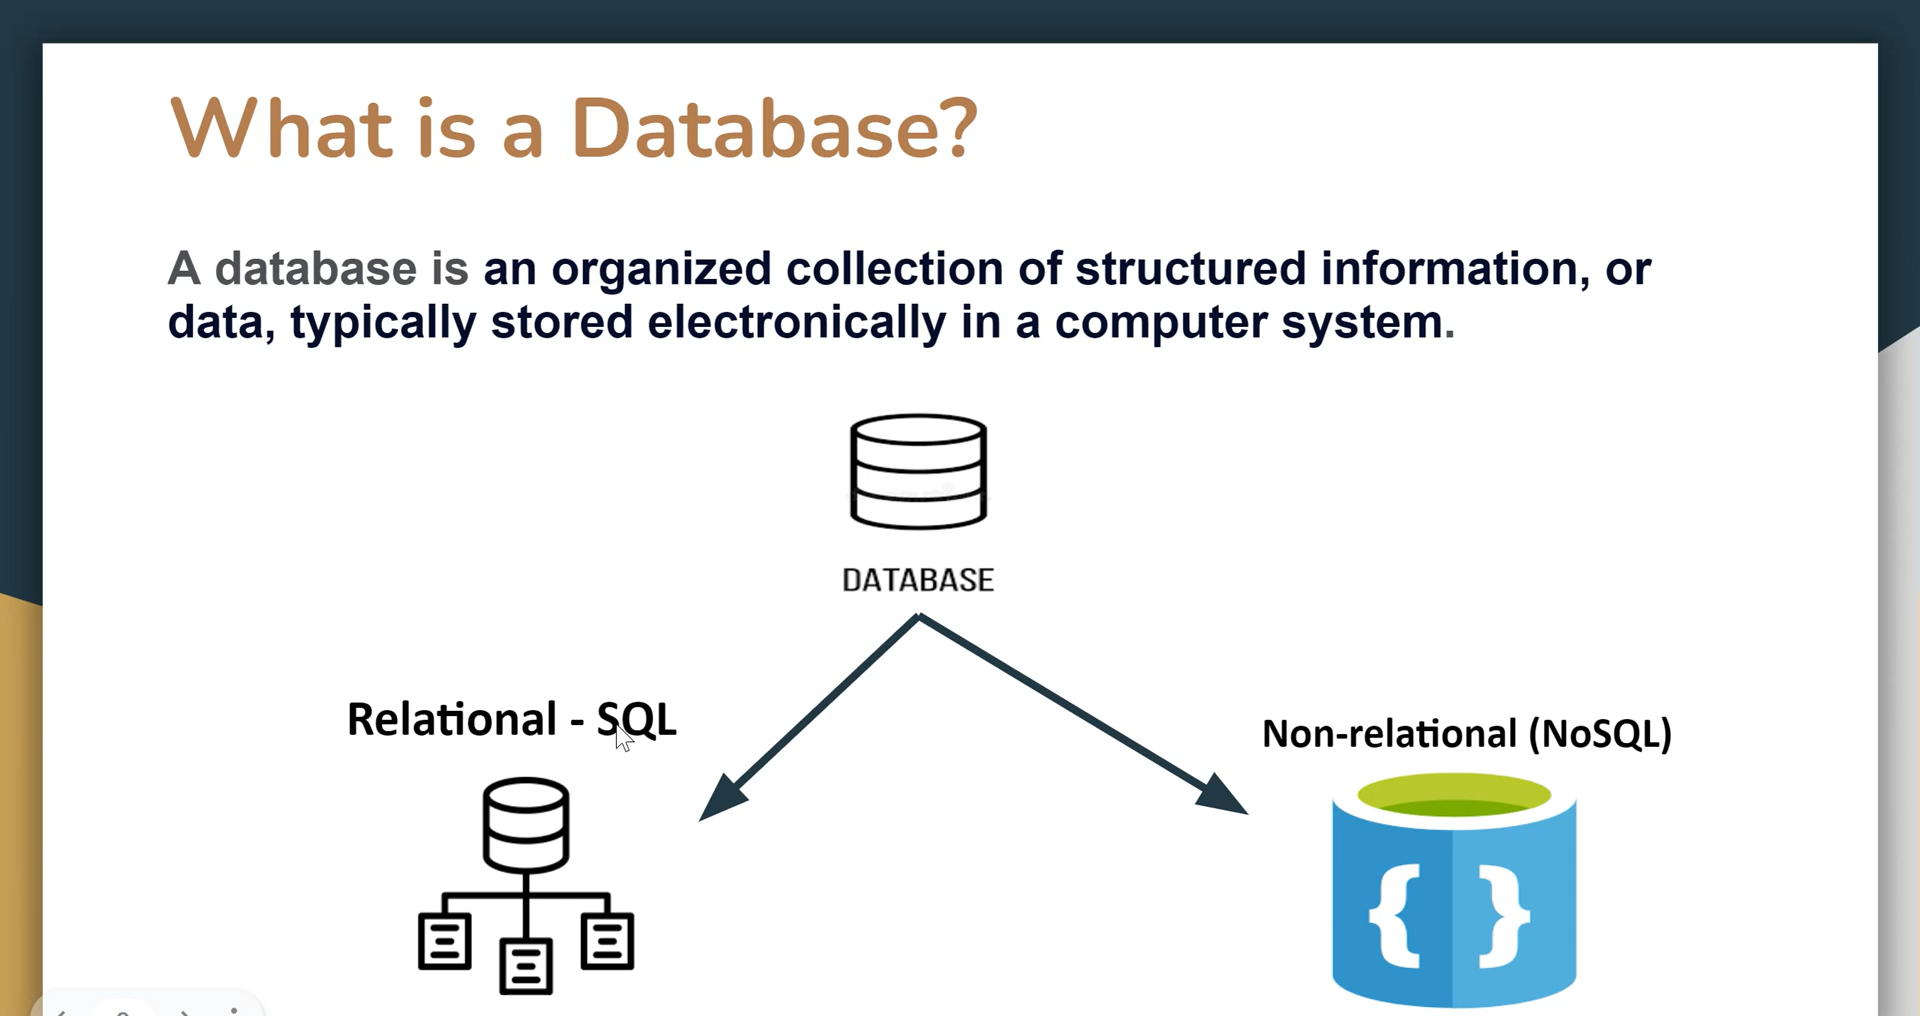 What is a Database?
A database is an organized collection of structured information, or
data, typically stored electronically in a computer system.
DATABASE
Relational - SQL
Non-relational (NoSQL)
{ }